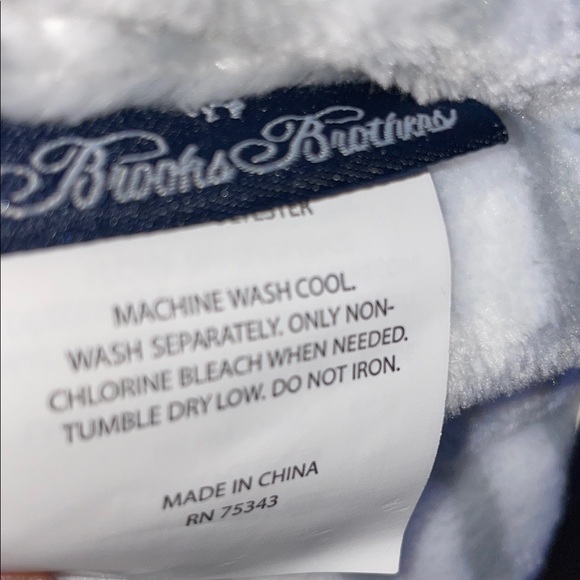 Brooks Brothers
MACHINE WASH COOL.
WASH SEPARATELY. ONLY NON-
CHLORINE BLEACH WHEN NEEDED.
TUMBLE DRY LOW. DO NOT IRON.
MADE IN CHINA
RN 75343